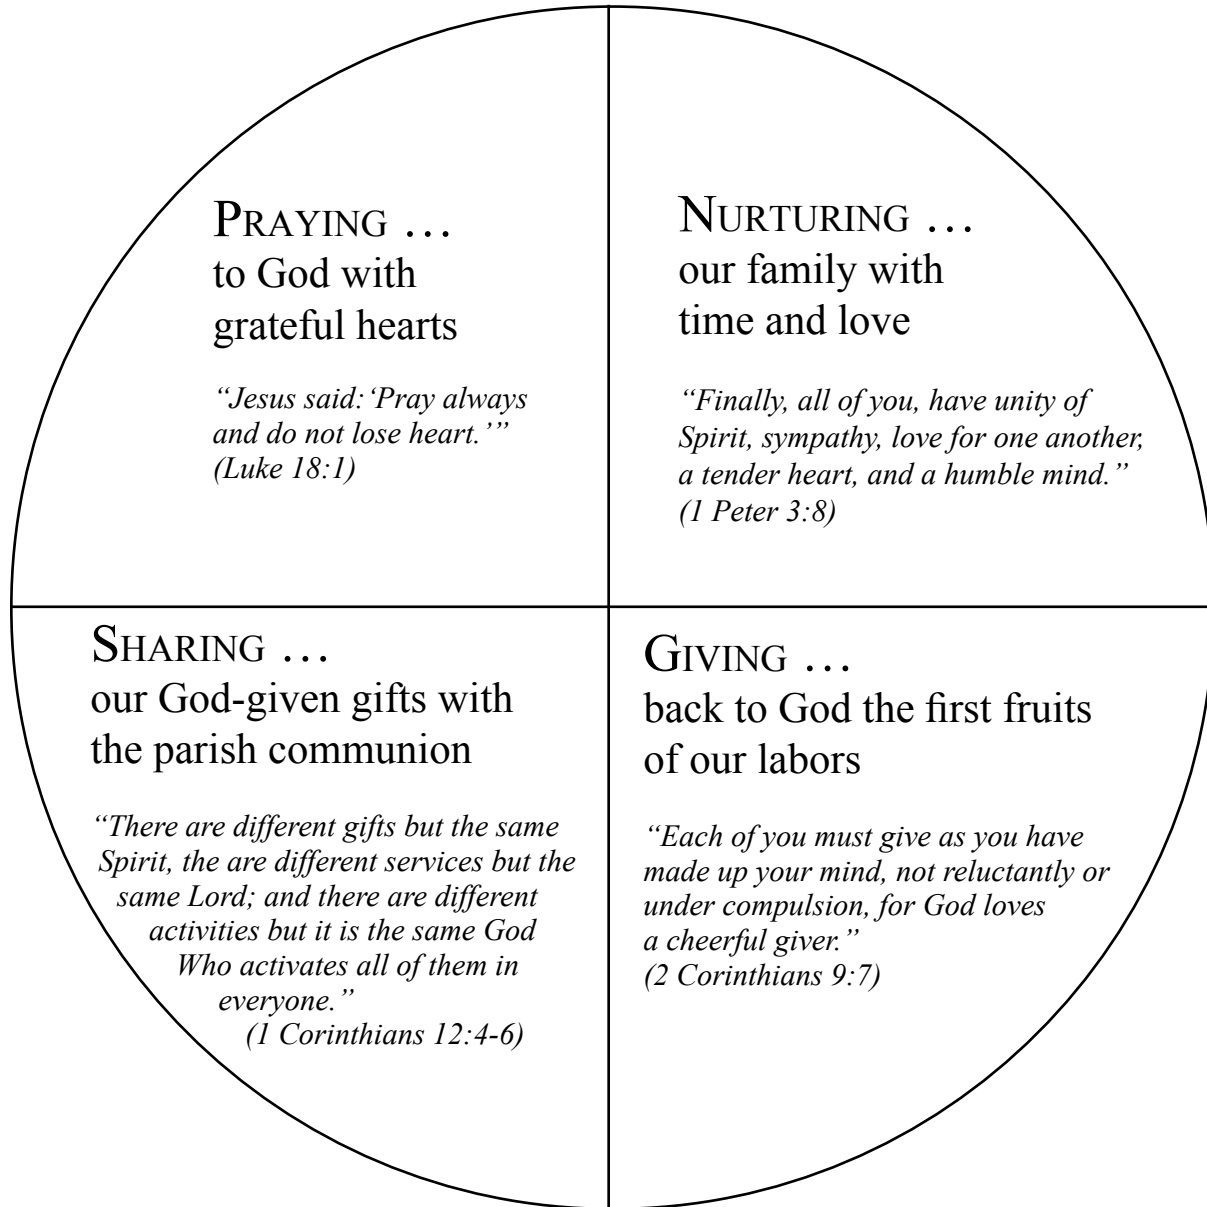 PRAYING …
to God with
grateful hearts
“Jesus said: ‘Pray always
and do not lose heart.’”
(Luke 18:1)
NURTURING …
our family with
time and love
“Finally, all of you, have unity of
Spirit, sympathy, love for one another,
a tender heart, and a humble mind.”
(1 Peter 3:8)
SHARING …
our God-given gifts with
the parish communion
“There are different gifts but the same
Spirit, the are different services but the
same Lord; and there are different
activities but it is the same God
Who activates all of them in
everyone.”
(1 Corinthians 12:4-6)
GIVING …
back to God the first fruits
of our labors
“Each of you must give as you have
made up your mind, not reluctantly or
under compulsion, for God loves
a cheerful giver.”
(2 Corinthians 9:7)